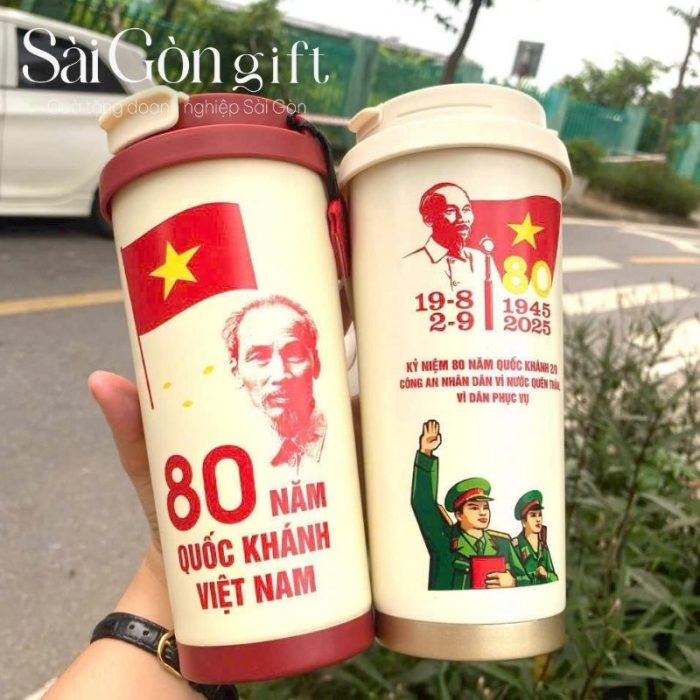 Sài Gòn gift
Quà tặng doanh nghiệp Sài Gòn
80 NĂM
QUỐC KHÁNH
VIỆT NAM
80
19-8
2-9
1945
2025
KỶ NIỆM 80 NĂM QUỐC KHÁNH 2/9
CÔNG AN NHÂN DÂN VÌ NƯỚC QUÊN THÂN,
VÌ DÂN PHỤC VỤ